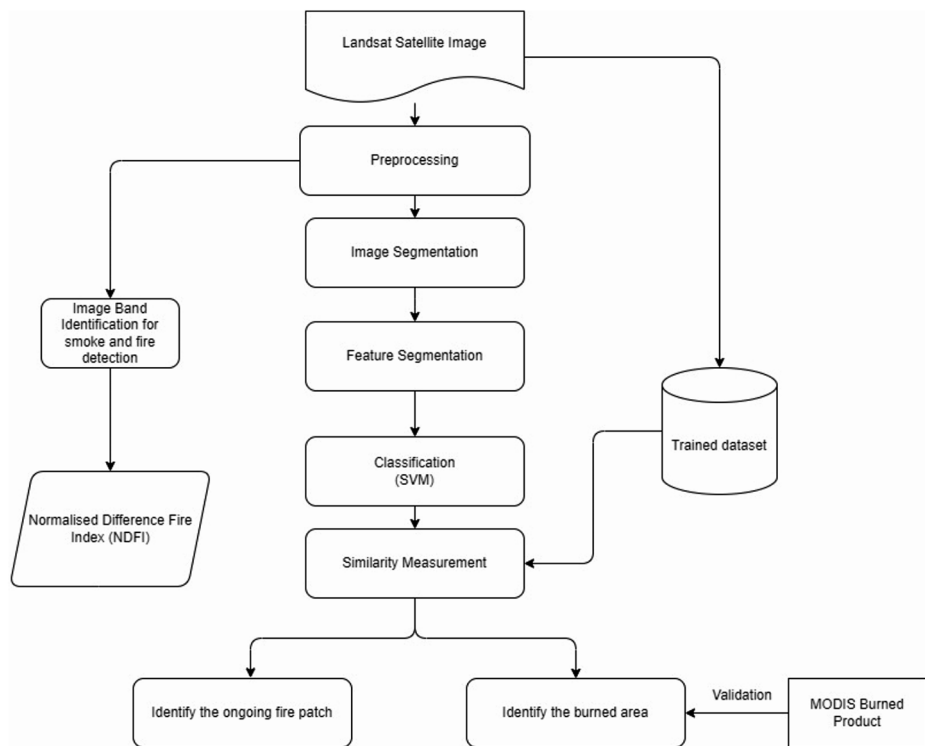 Landsat Satellite Image
Preprocessing
Image Segmentation
Image Band
Identification for
smoke and fire
detection
Feature Segmentation
Trained dataset
Classification
(SVM)
Normalised Difference Fire
Index (NDFI)
Similarity Measurement
Identify the ongoing fire patch
Identify the burned area
Validation
MODIS Burned
Product